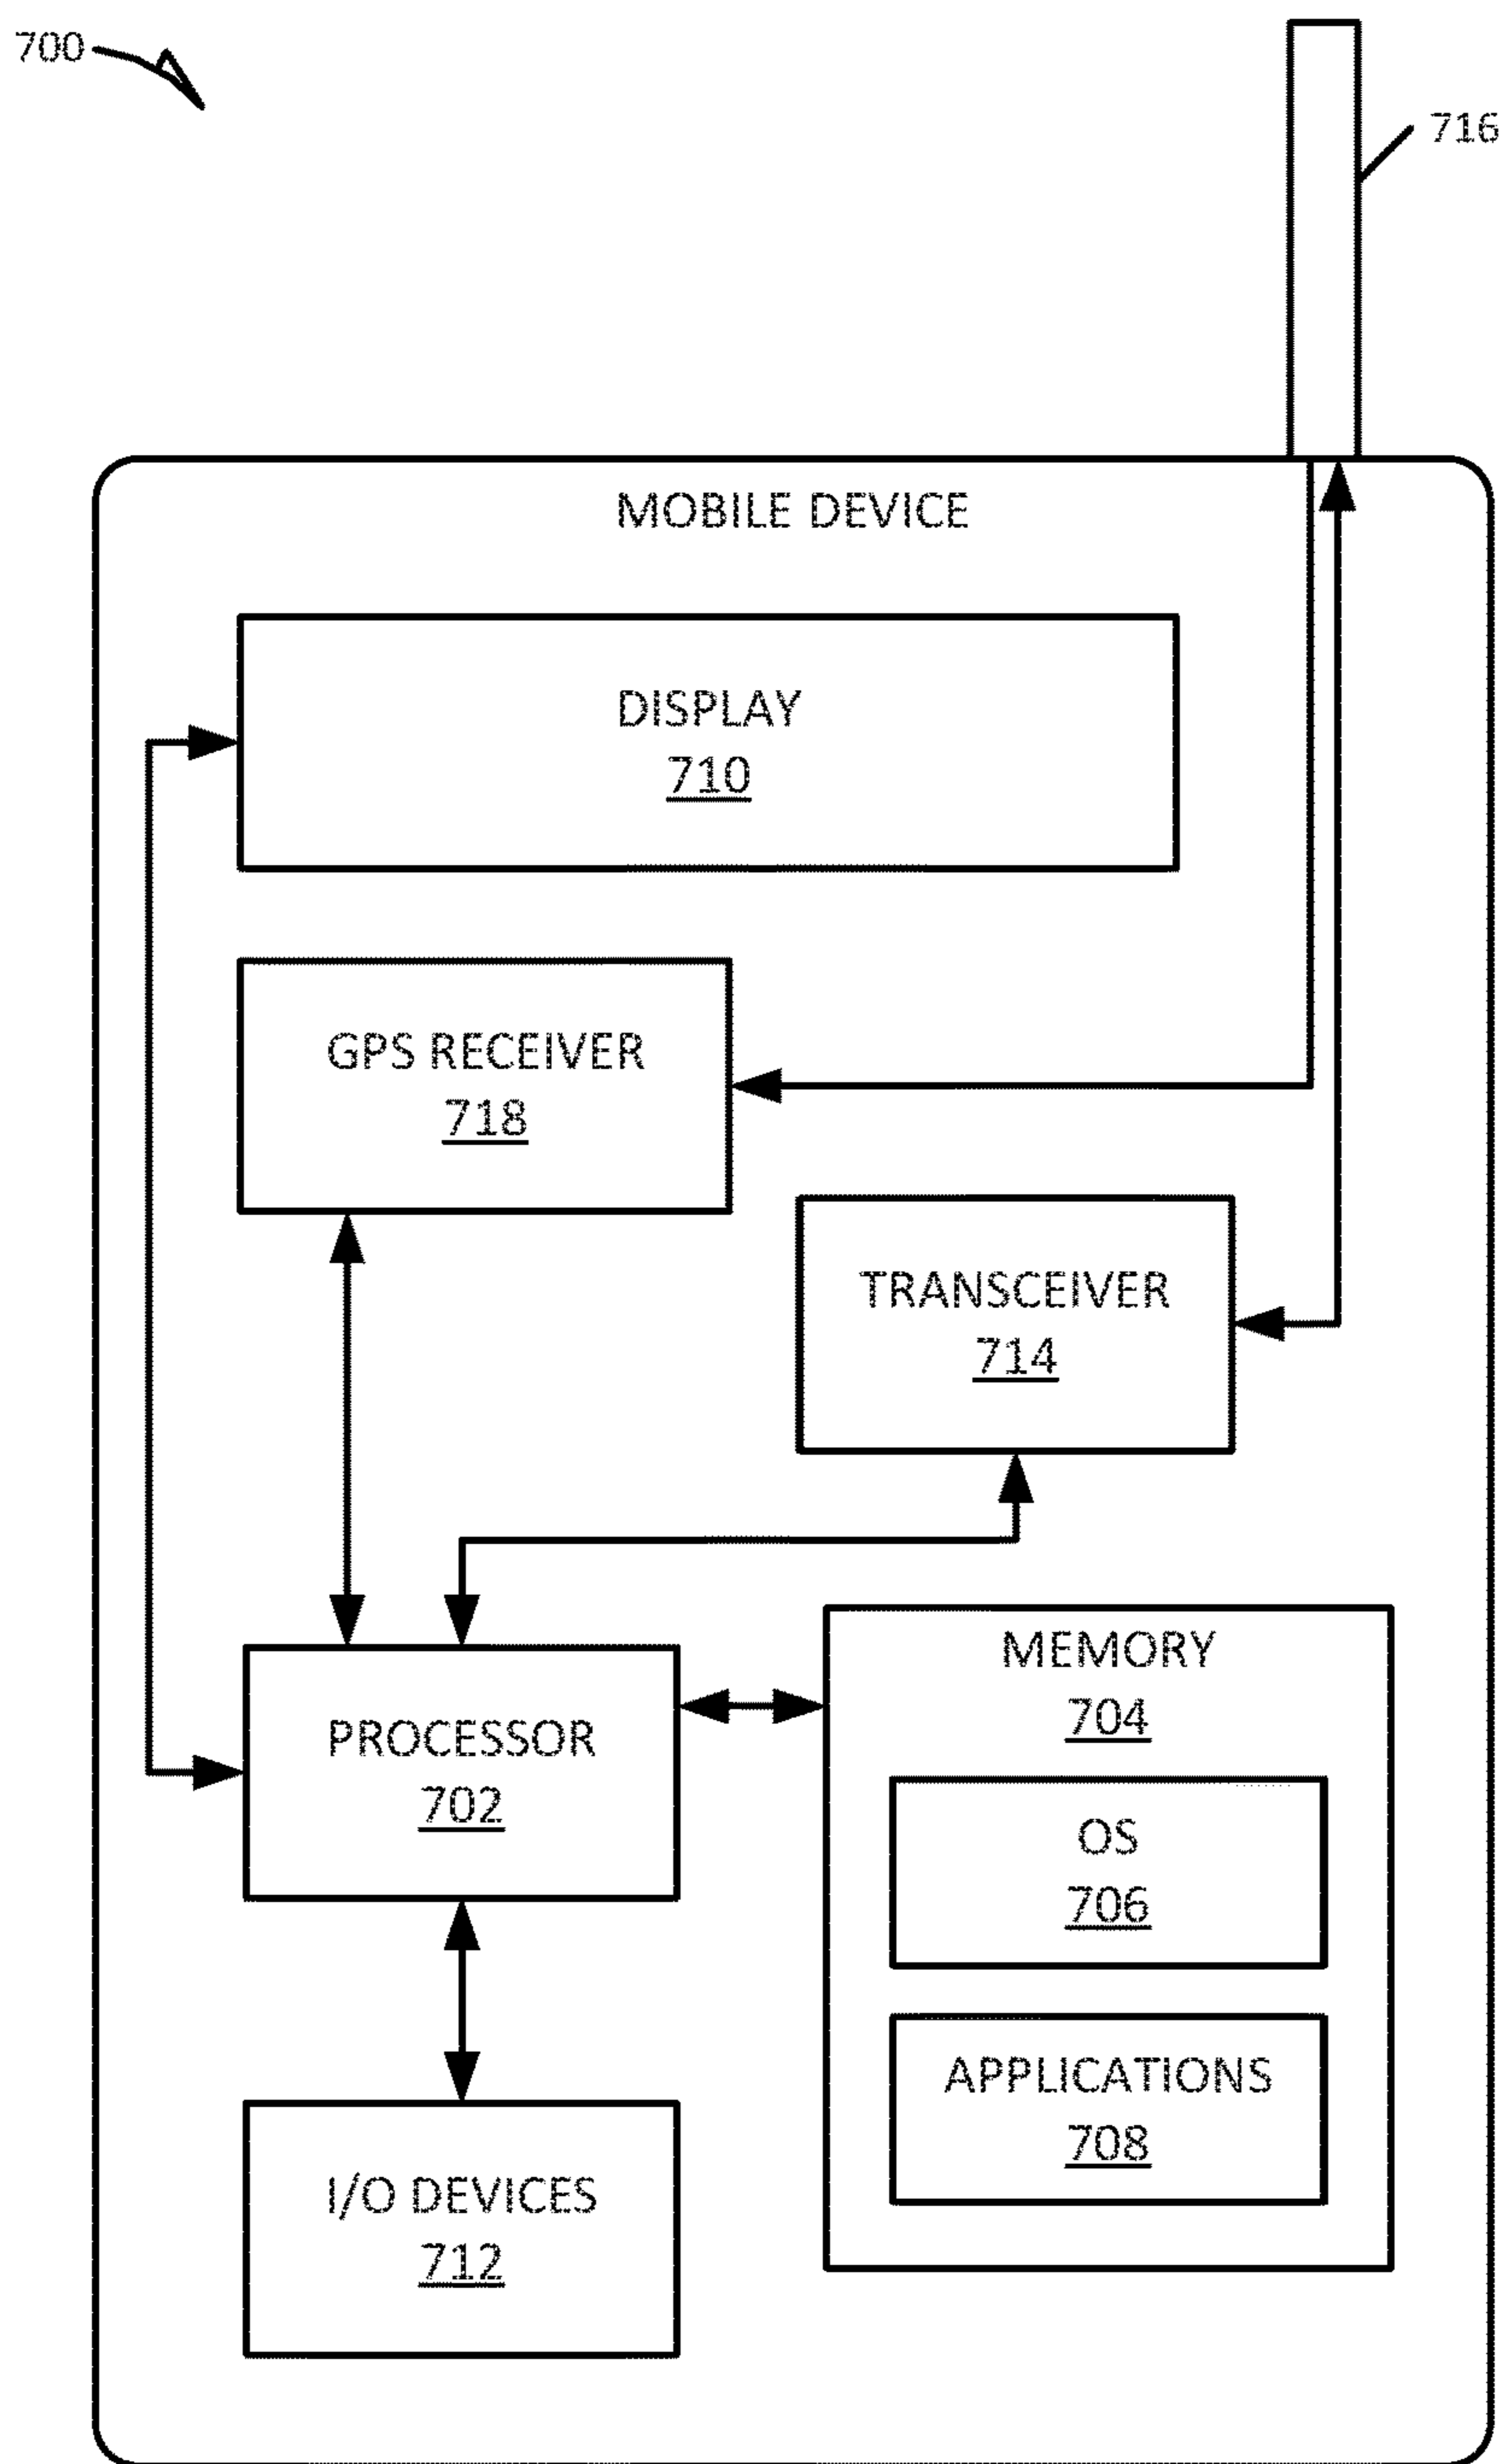 700
716
MOBILE DEVICE
DISPLAY
710
GPS RECEIVER
718
TRANSCEIVER
714
MEMORY
704
PROCESSOR
702
OS
706
APPLICATIONS
708
I/O DEVICES
712